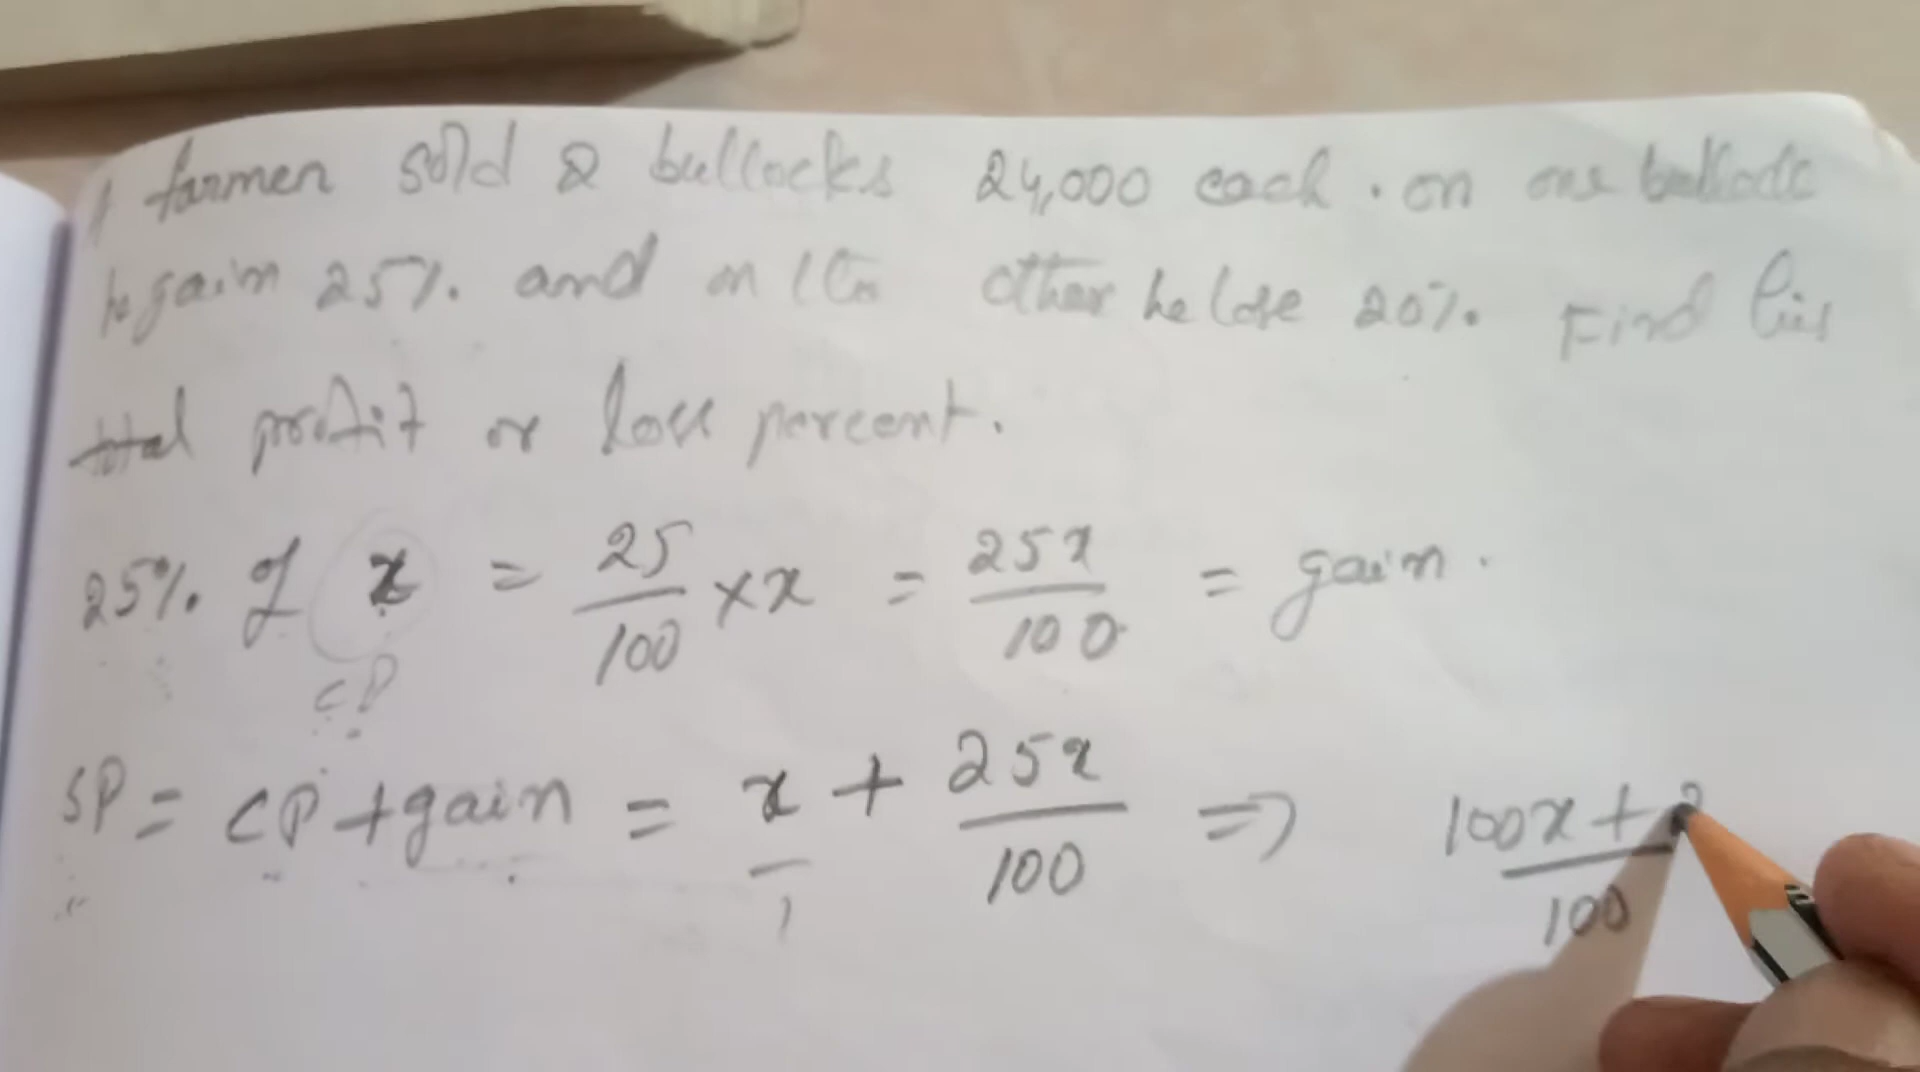 A farmer sold 2 bullocks 24,000 each. on one bullock
he gain 25%. and on the other he lose 20%. Find his
total profit or loss percent.
25% of x = 25/100 × x = 25x/100 = gain.
CP
SP = CP + gain = x/1 + 25x/100 ⇒ 100x + 2/100